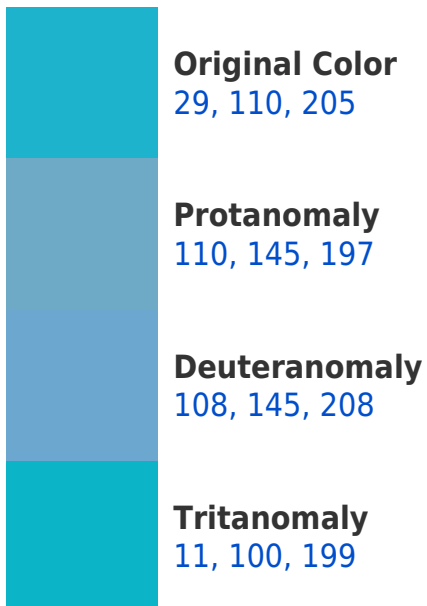 Original Color
29, 110, 205
Protanomaly
110, 145, 197
Deuteranomaly
108, 145, 208
Tritanomaly
11, 100, 199